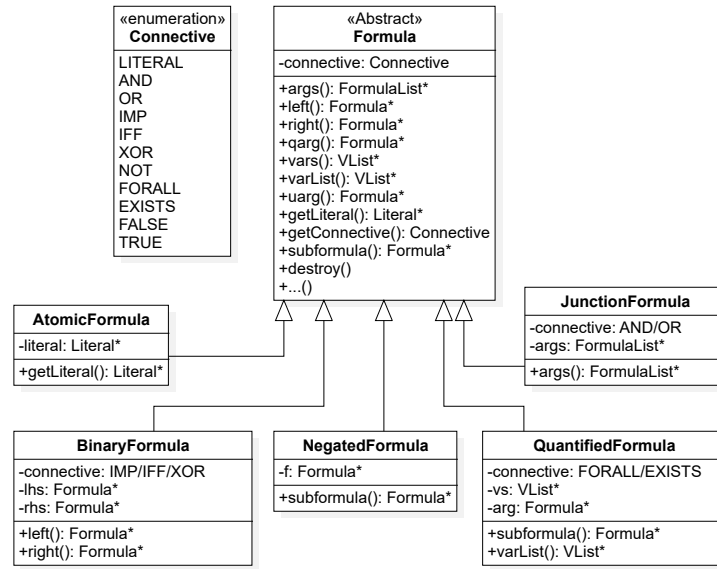 «enumeration»
Connective
LITERAL
AND
OR
IMP
IFF
XOR
NOT
FORALL
EXISTS
FALSE
TRUE
«Abstract»
Formula
-connective: Connective
+args(): FormulaList*
+left(): Formula*
+right(): Formula*
+qarg(): Formula*
+vars(): VList*
+varList(): VList*
+uarg(): Formula*
+getLiteral(): Literal*
+getConnective(): Connective
+subformula(): Formula*
+destroy()
+...()
AtomicFormula
-literal: Literal*
+getLiteral(): Literal*
JunctionFormula
-connective: AND/OR
-args: FormulaList*
+args(): FormulaList*
BinaryFormula
-connective: IMP/IFF/XOR
-lhs: Formula*
-rhs: Formula*
+left(): Formula*
+right(): Formula*
NegatedFormula
-f: Formula*
+subformula(): Formula*
QuantifiedFormula
-connective: FORALL/EXISTS
-vs: VList*
-arg: Formula*
+subformula(): Formula*
+varList(): VList*